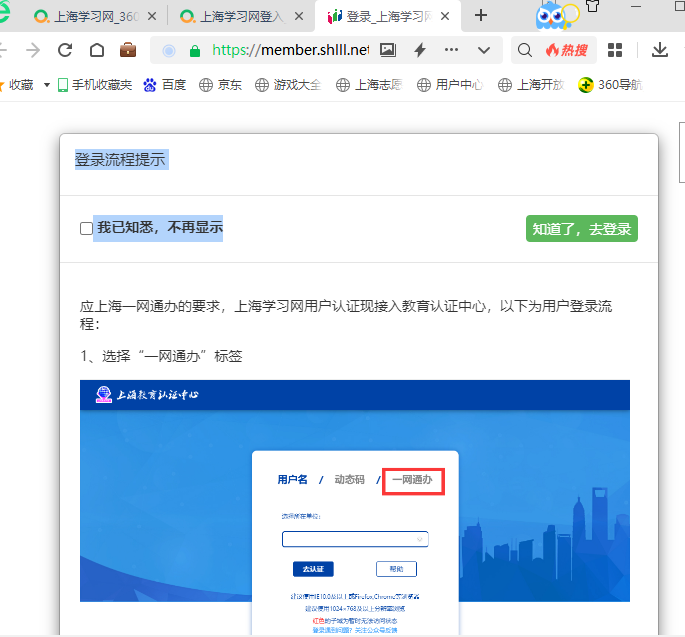 上海学习网_360
上海学习网登入_
登录_上海学习网
https://member.shlll.net
热搜
收藏 手机收藏夹 百度 京东 游戏大全 上海志愿 用户中心 上海开放 360导航
登录流程提示
我已知悉，不再显示
知道了，去登录
应上海一网通办的要求，上海学习网用户认证现接入教育认证中心，以下为用户登录流
程：
1、选择“一网通办”标签
上海教育认证中心
用户名 / 动态码 / 一网通办
选择所在单位:
去认证 帮助
建议使用IE10.0及以上或Firefox,Chrome等浏览器
建议使用1024*768及以上分辨率浏览
红色的子域为暂时无法访问状态
登录遇到问题? 关注公众号反馈